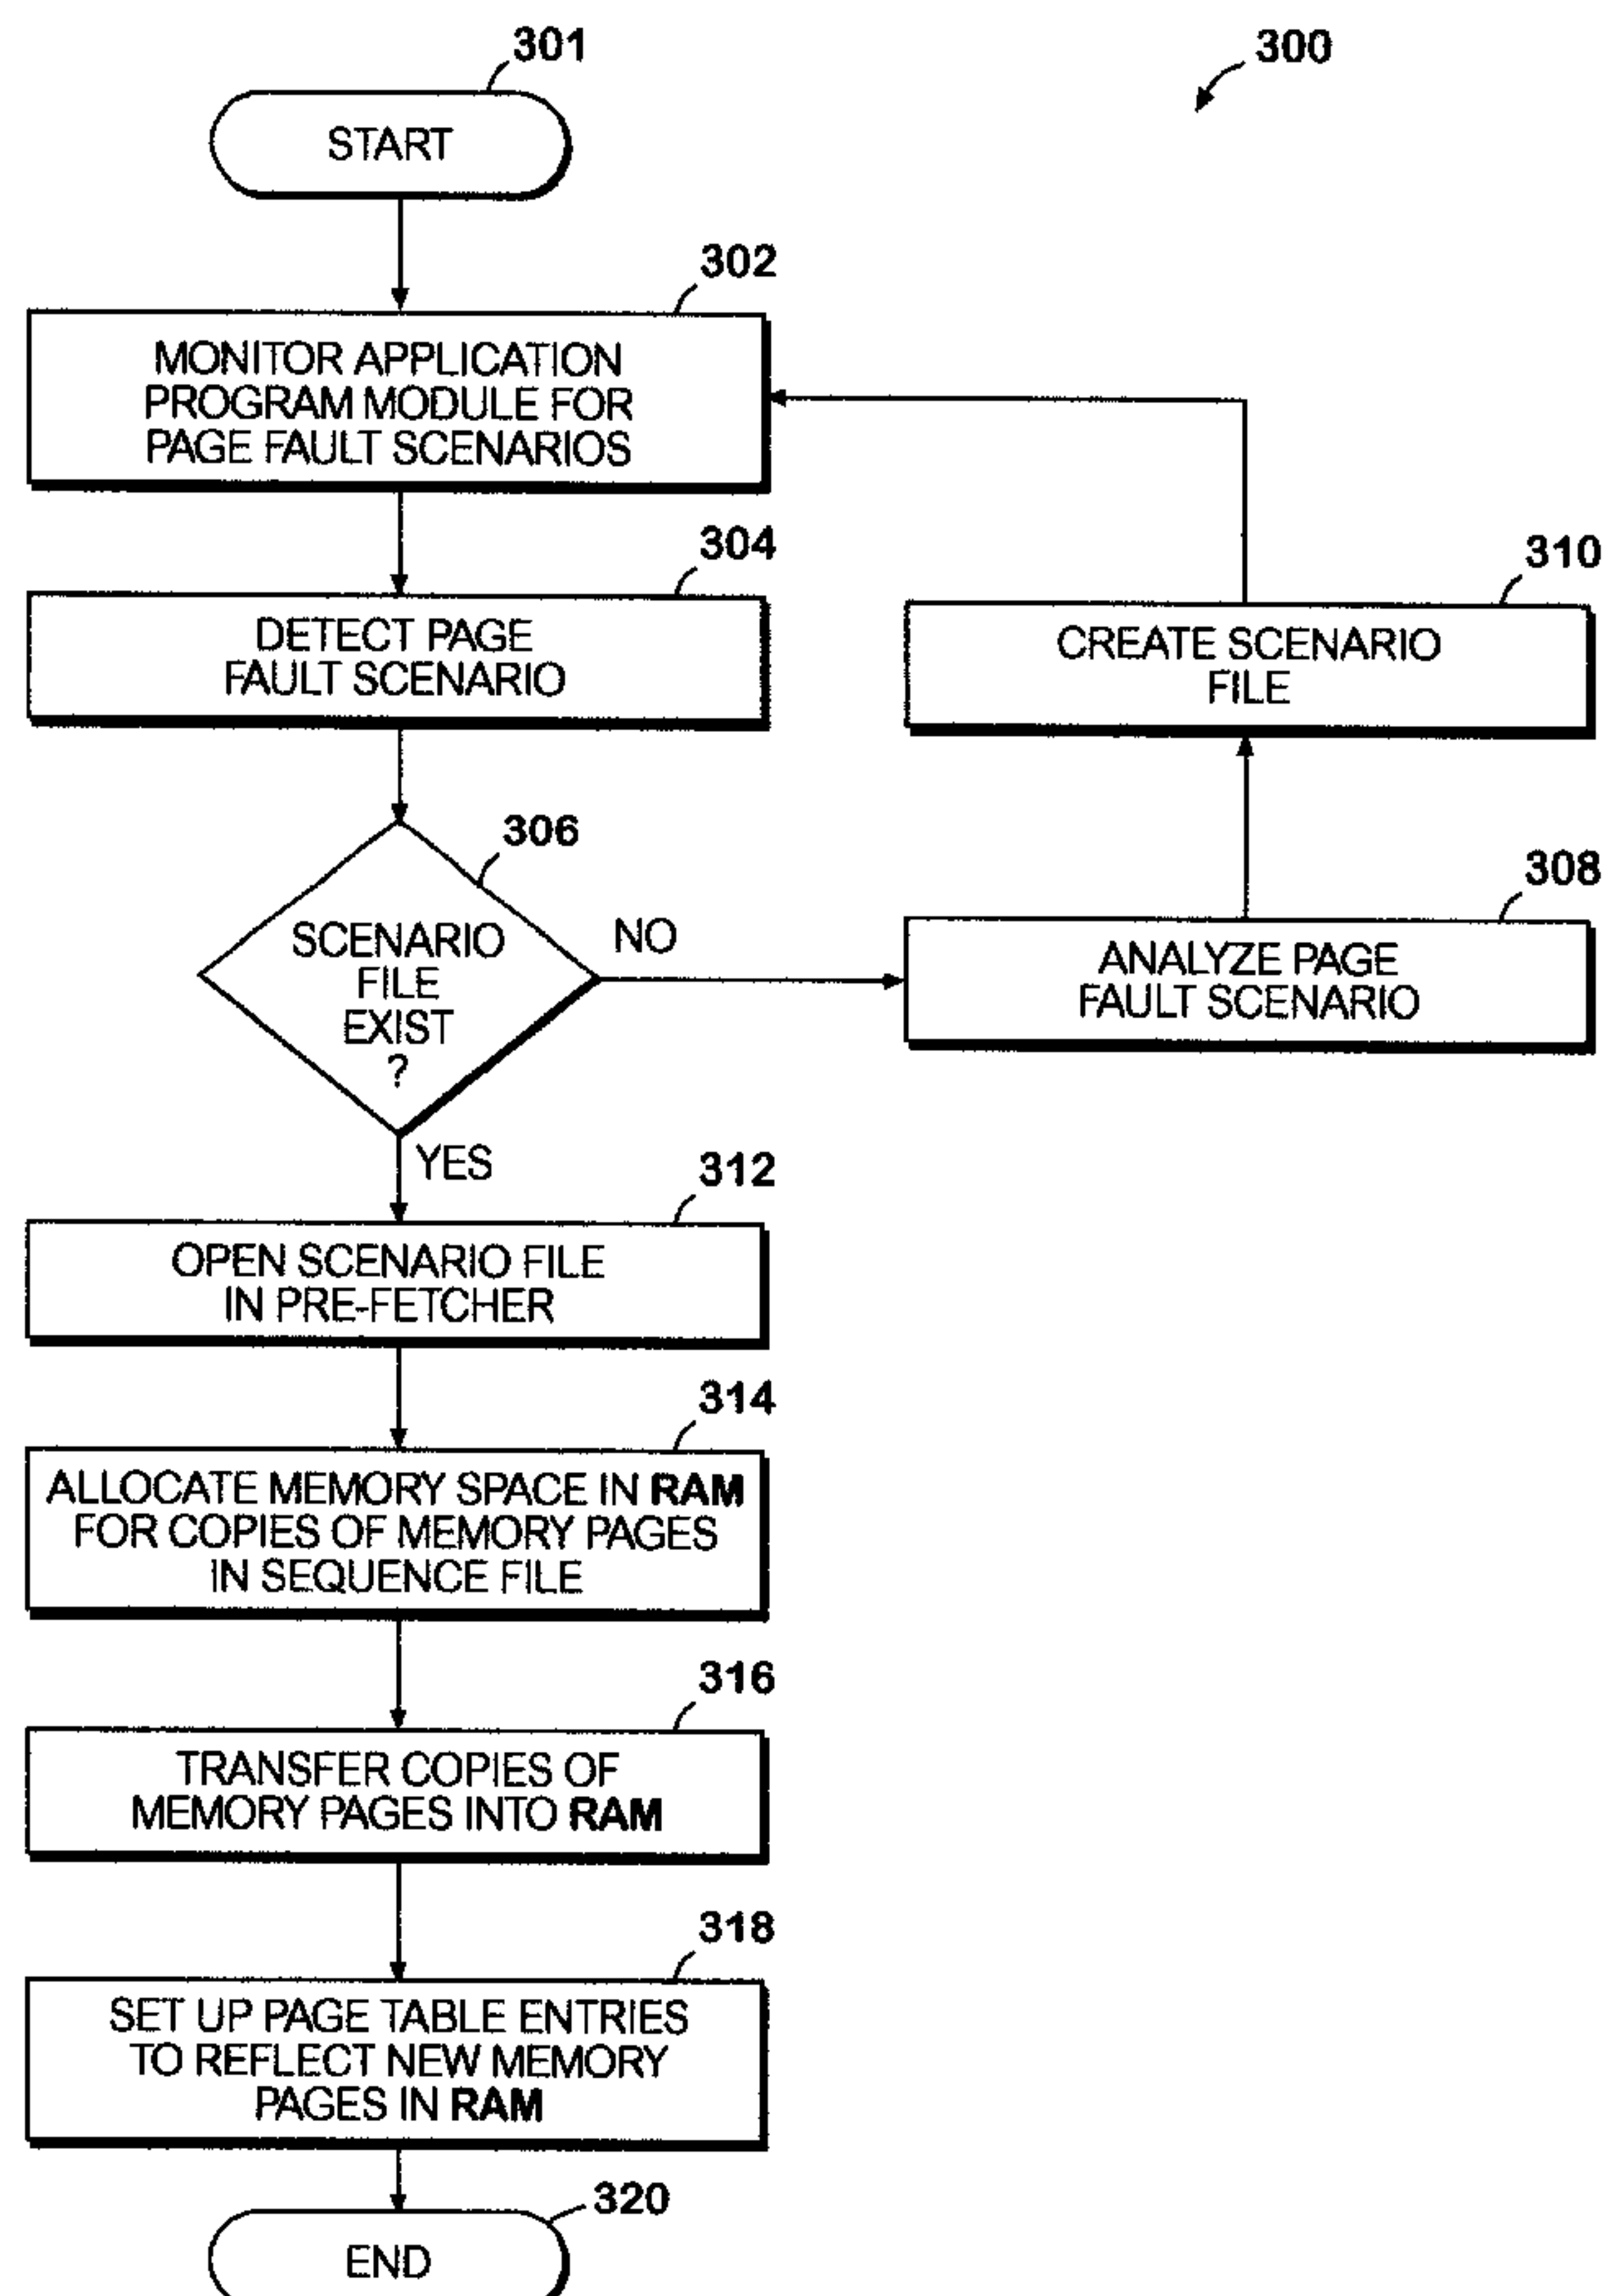 301
300
START
302
MONITOR APPLICATION
PROGRAM MODULE FOR
PAGE FAULT SCENARIOS
304
DETECT PAGE
FAULT SCENARIO
310
CREATE SCENARIO
FILE
306
SCENARIO
FILE
EXIST
?
NO
308
ANALYZE PAGE
FAULT SCENARIO
YES
312
OPEN SCENARIO FILE
IN PRE-FETCHER
314
ALLOCATE MEMORY SPACE IN RAM
FOR COPIES OF MEMORY PAGES
IN SEQUENCE FILE
316
TRANSFER COPIES OF
MEMORY PAGES INTO RAM
318
SET UP PAGE TABLE ENTRIES
TO REFLECT NEW MEMORY
PAGES IN RAM
320
END